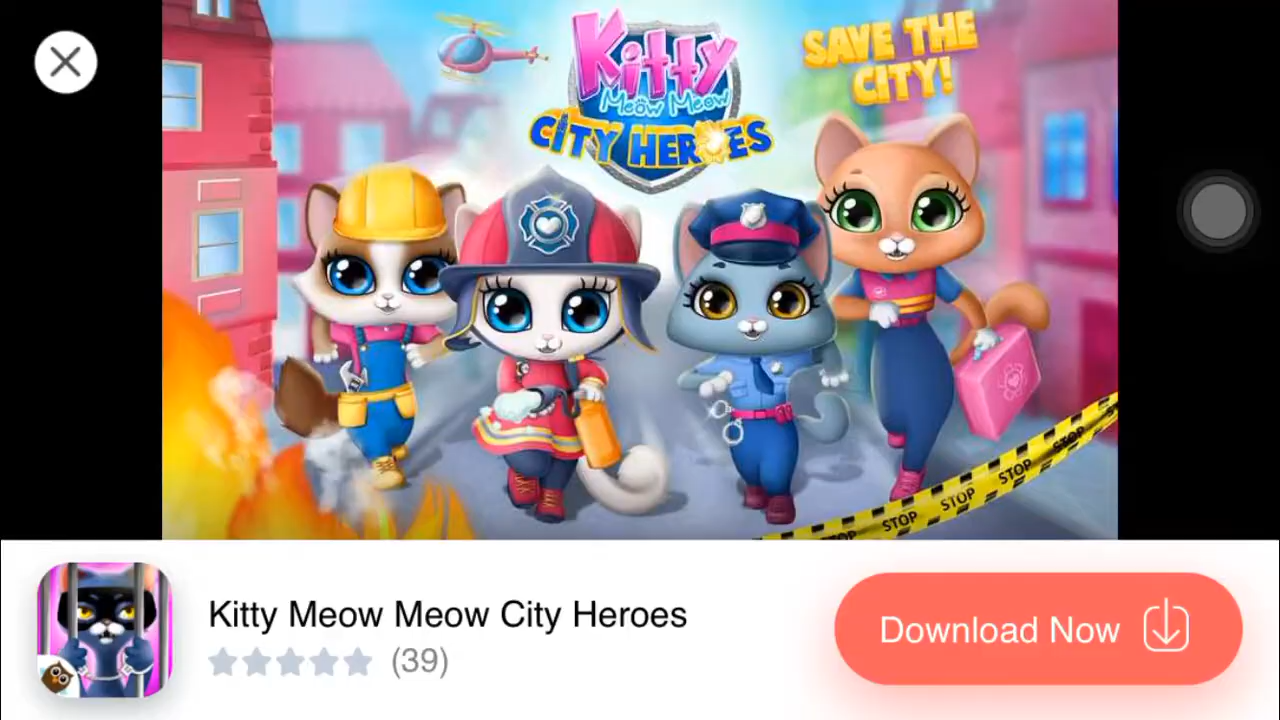 Kitty
Meow Meow
CITY HEROES
SAVE THE
CITY!
STOP
STOP
STOP
STOP
STOP
Kitty Meow Meow City Heroes
(39)
Download Now